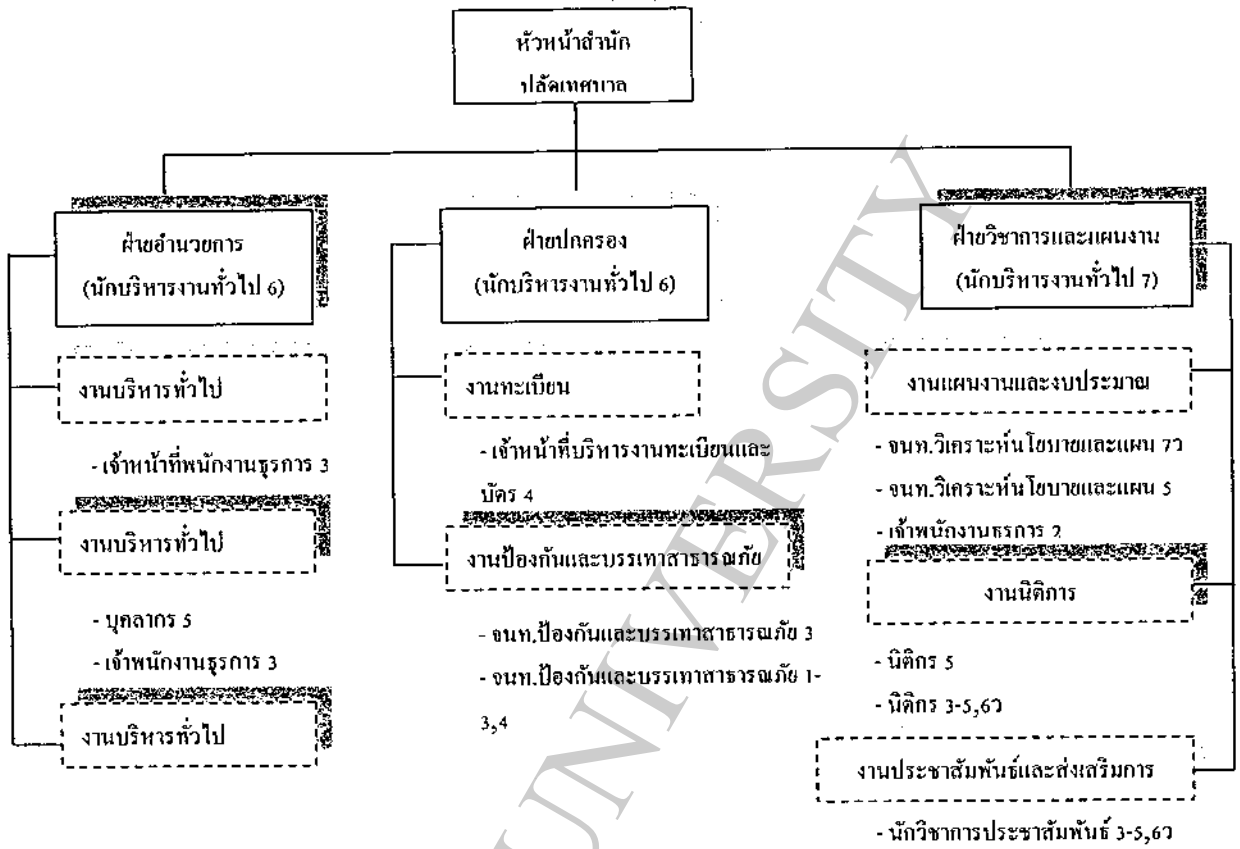 หัวหน้าสำนัก
ปลัดเทศบาล
ฝ่ายอำนวยการ
(นักบริหารงานทั่วไป 6)
งานบริหารทั่วไป
- เจ้าหน้าที่พนักงานธุรการ 3
งานบริหารทั่วไป
- บุคลากร 5
- เจ้าพนักงานธุรการ 3
งานบริหารทั่วไป
ฝ่ายปกครอง
(นักบริหารงานทั่วไป 6)
งานทะเบียน
- เจ้าหน้าที่บริหารงานทะเบียนและ
บัตร 4
งานป้องกันและบรรเทาสาธารณภัย
- จนท.ป้องกันและบรรเทาสาธารณภัย 3
- จนท.ป้องกันและบรรเทาสาธารณภัย 1-
3,4
ฝ่ายวิชาการและแผนงาน
(นักบริหารงานทั่วไป 7)
งานแผนงานและงบประมาณ
- จนท.วิเคราะห์นโยบายและแผน 7ว
- จนท.วิเคราะห์นโยบายและแผน 5
- เจ้าพนักงานธุรการ 2
งานนิติการ
- นิติกร 5
- นิติกร 3-5,6ว
งานประชาสัมพันธ์และส่งเสริมการ
- นักวิชาการประชาสัมพันธ์ 3-5,6ว
UNIVERSITY